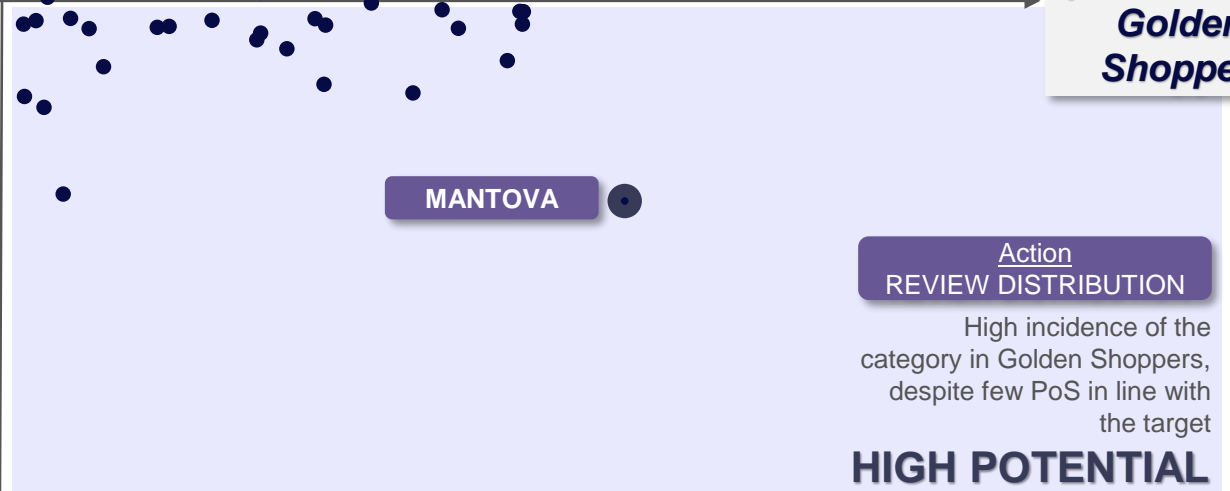 Golden
Shoppe
MANTOVA
Action
REVIEW DISTRIBUTION
High incidence of the
category in Golden Shoppers,
despite few PoS in line with
the target
HIGH POTENTIAL